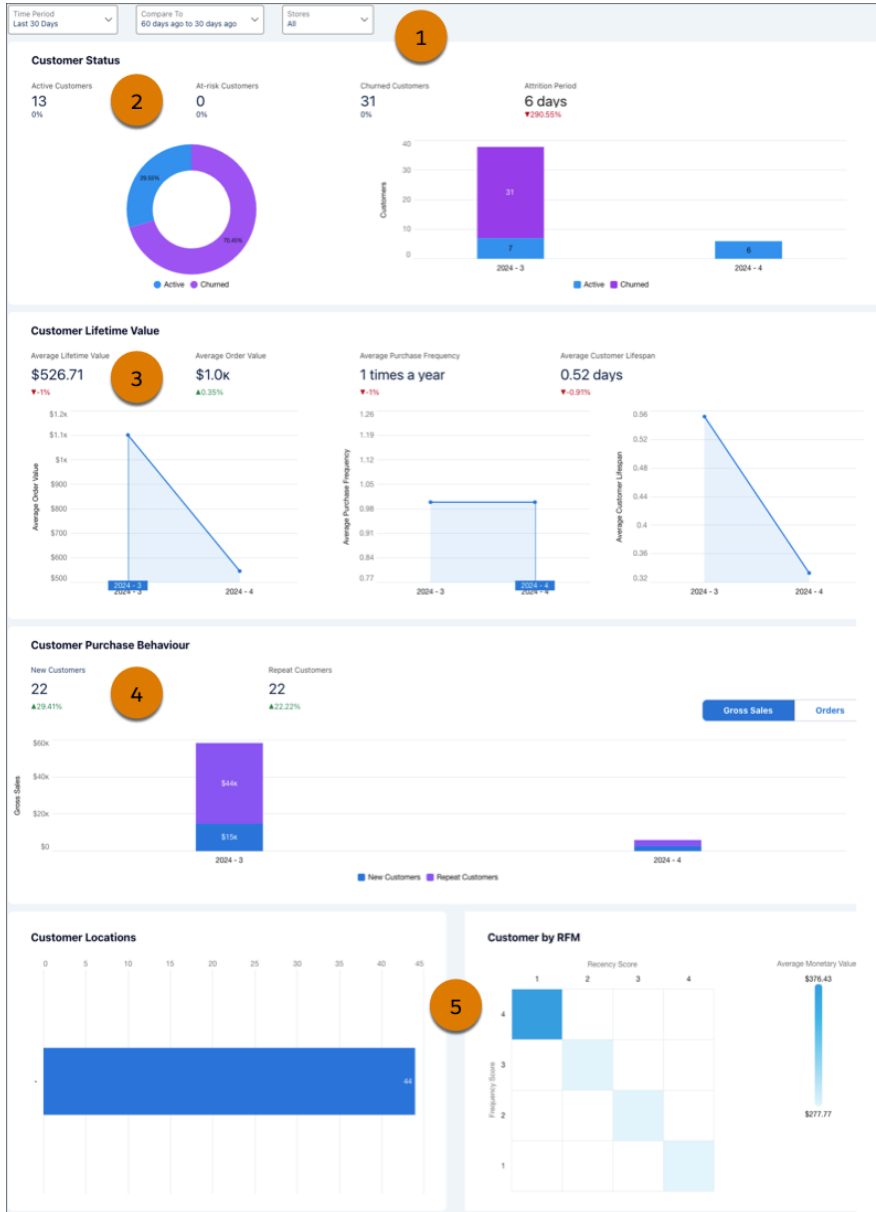 Time Period
Last 30 Days
Compare To
60 days ago to 30 days ago
Stores
All
1
Customer Status
Active Customers
13
0%
2
At-risk Customers
0
0%
Churned Customers
31
0%
Attrition Period
6 days
▼290.55%
29.55%
70.45%
Active Churned
Customers
40
30
20
10
0
31
7
6
2024 - 3
2024 - 4
Active Churned
Customer Lifetime Value
Average Lifetime Value
$526.71
▼-1%
3
Average Order Value
$1.0K
▲0.35%
Average Purchase Frequency
1 times a year
▼-1%
Average Customer Lifespan
0.52 days
▼-0.91%
Average Order Value
$1.2K
$1.1K
$1K
$900
$800
$700
$600
$500
2024 - 3
2024 - 3
2024 - 4
Average Purchase Frequency
1.26
1.19
1.12
1.05
0.98
0.91
0.84
0.77
2024 - 3
2024 - 4
2024 - 4
Average Customer Lifespan
0.56
0.52
0.48
0.44
0.4
0.36
0.32
2024 - 3
2024 - 4
Customer Purchase Behaviour
New Customers
22
▲29.41%
4
Repeat Customers
22
▲22.22%
Gross Sales Orders
Gross Sales
$60K
$40K
$20K
$0
$44K
$15K
2024 - 3
2024 - 4
New Customers Repeat Customers
Customer Locations
0 5 10 15 20 25 30 35 40 45
-
44
5
Customer by RFM
Recency Score
1 2 3 4
Frequency Score
4
3
2
1
Average Monetary Value
$376.43
$277.77